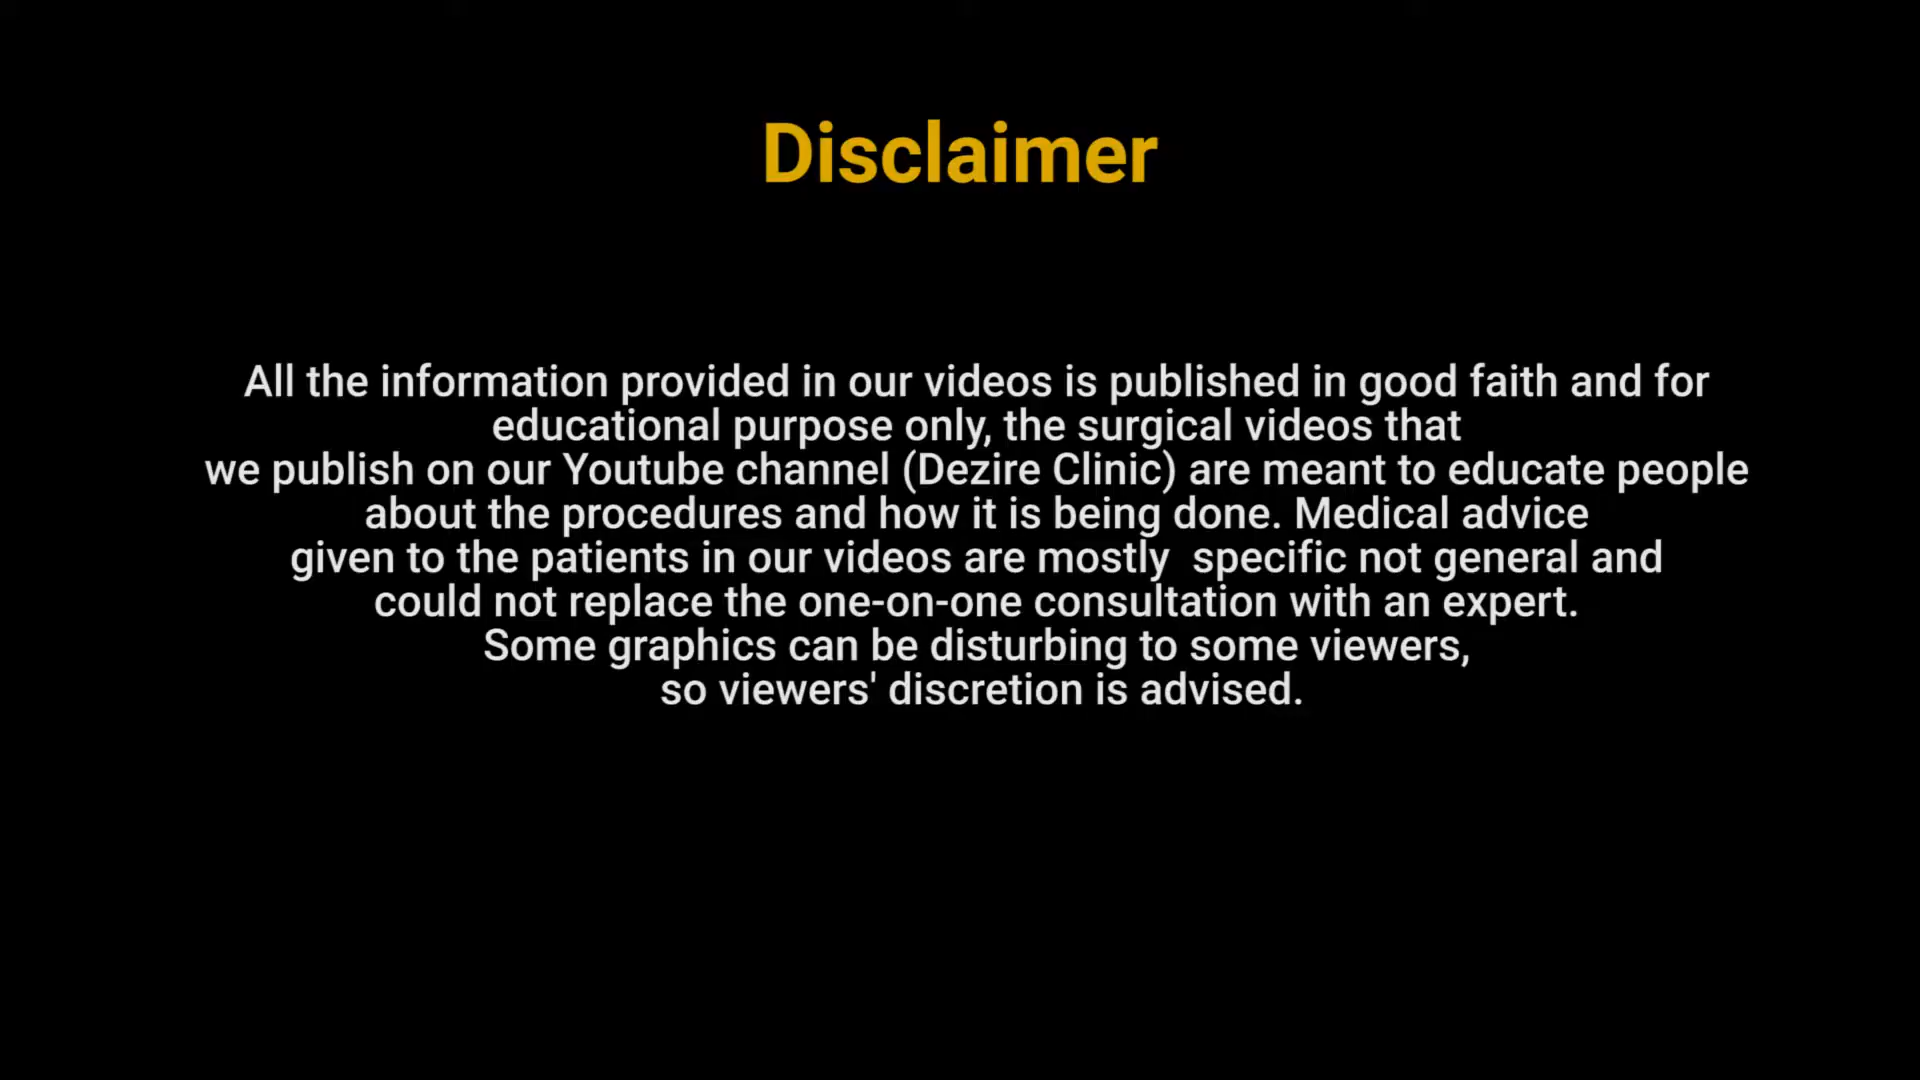 Disclaimer
All the information provided in our videos is published in good faith and for
educational purpose only, the surgical videos that
we publish on our Youtube channel (Dezire Clinic) are meant to educate people
about the procedures and how it is being done. Medical advice
given to the patients in our videos are mostly  specific not general and
could not replace the one-on-one consultation with an expert.
Some graphics can be disturbing to some viewers,
so viewers' discretion is advised.